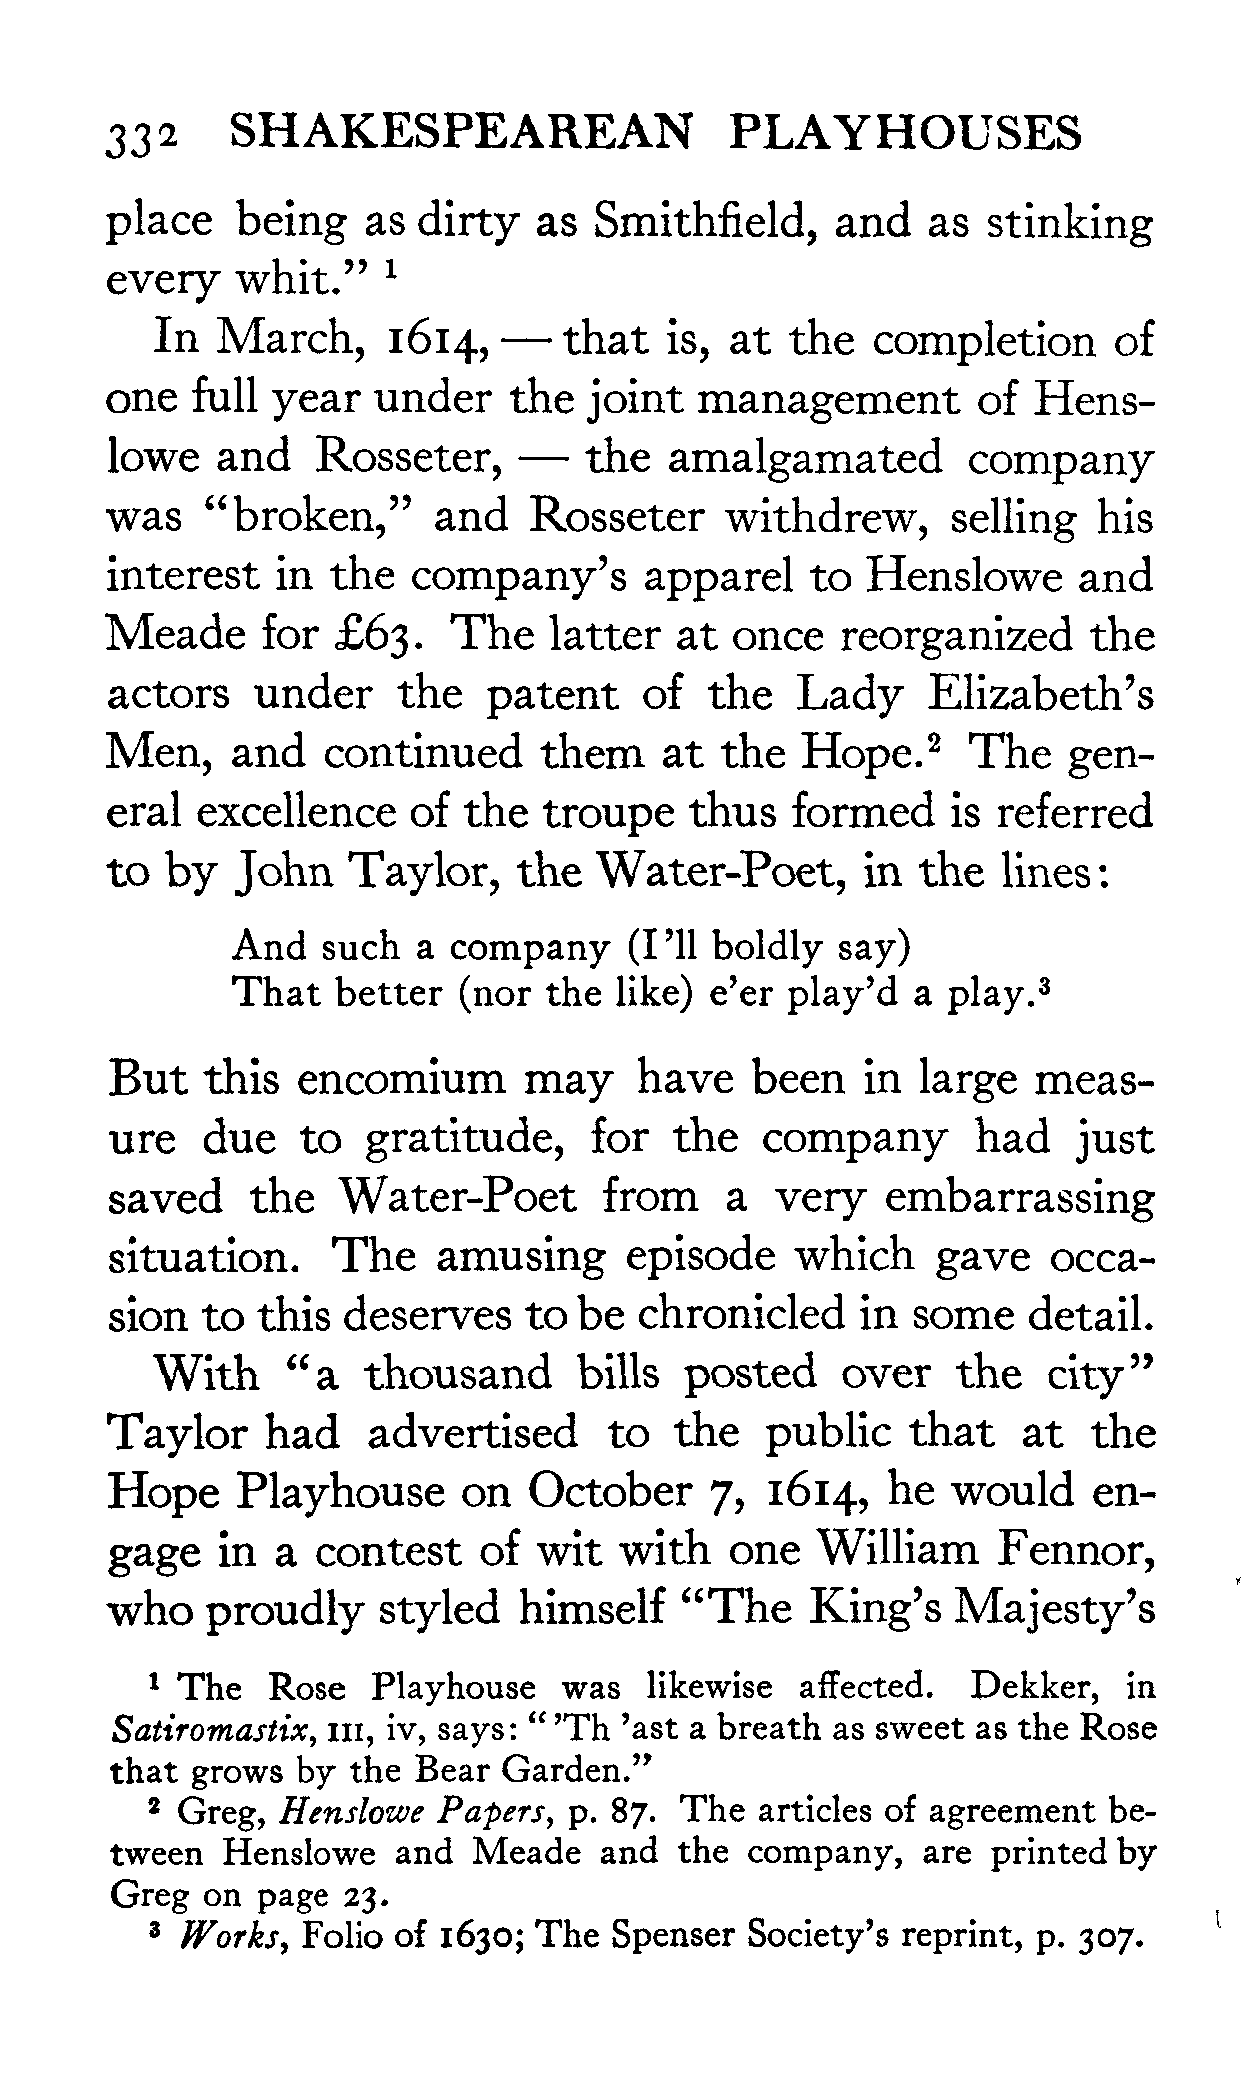 332 SHAKESPEAREAN PLAYHOUSES
place being as dirty as Smithfield, and as stinking
every whit.” ¹
In March, 1614, — that is, at the completion of
one full year under the joint management of Hens-
lowe and Rosseter, — the amalgamated company
was “broken,” and Rosseter withdrew, selling his
interest in the company’s apparel to Henslowe and
Meade for £63. The latter at once reorganized the
actors under the patent of the Lady Elizabeth’s
Men, and continued them at the Hope.² The gen-
eral excellence of the troupe thus formed is referred
to by John Taylor, the Water-Poet, in the lines:
And such a company (I’ll boldly say)
That better (nor the like) e’er play’d a play.³
But this encomium may have been in large meas-
ure due to gratitude, for the company had just
saved the Water-Poet from a very embarrassing
situation. The amusing episode which gave occa-
sion to this deserves to be chronicled in some detail.
With “a thousand bills posted over the city”
Taylor had advertised to the public that at the
Hope Playhouse on October 7, 1614, he would en-
gage in a contest of wit with one William Fennor,
who proudly styled himself “The King’s Majesty’s
¹ The Rose Playhouse was likewise affected. Dekker, in
Satiromastix, III, iv, says: “’Th ’ast a breath as sweet as the Rose
that grows by the Bear Garden.”
² Greg, Henslowe Papers, p. 87. The articles of agreement be-
tween Henslowe and Meade and the company, are printed by
Greg on page 23.
³ Works, Folio of 1630; The Spenser Society’s reprint, p. 307.